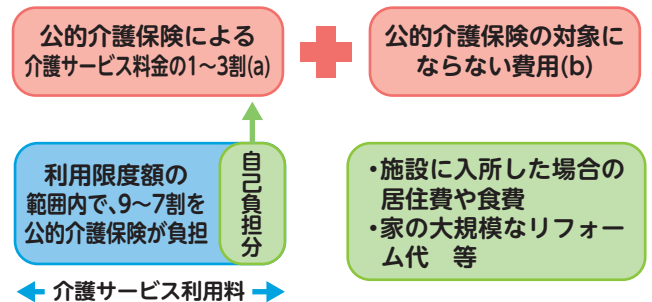 公的介護保険による
介護サービス料金の1～3割(a)
公的介護保険の対象に
ならない費用(b)
利用限度額の
範囲内で、9～7割を
公的介護保険が負担
自己負担分
・施設に入所した場合の
居住費や食費
・家の大規模なリフォー
ム代　等
介護サービス利用料